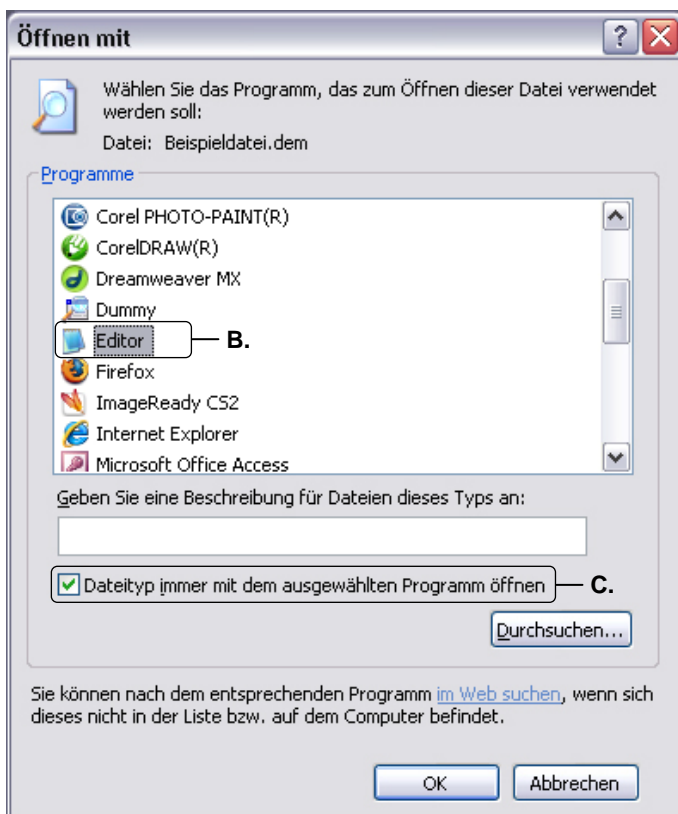 Öffnen mit
Wählen Sie das Programm, das zum Öffnen dieser Datei verwendet
werden soll:
Datei: Beispieldatei.dem
Programme
Corel PHOTO-PAINT(R)
CorelDRAW(R)
Dreamweaver MX
Dummy
Editor
B.
Firefox
ImageReady CS2
Internet Explorer
Microsoft Office Access
Geben Sie eine Beschreibung für Dateien dieses Typs an:
Dateityp immer mit dem ausgewählten Programm öffnen
C.
Durchsuchen...
Sie können nach dem entsprechenden Programm im Web suchen, wenn sich
dieses nicht in der Liste bzw. auf dem Computer befindet.
OK
Abbrechen